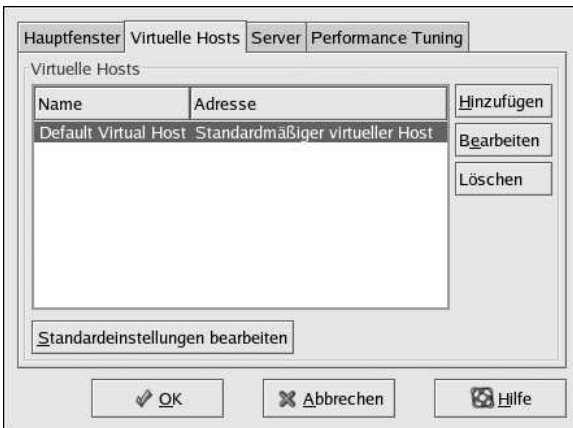 Hauptfenster Virtuelle Hosts Server Performance Tuning
Virtuelle Hosts
Name Adresse
Default Virtual Host Standardmäßiger virtueller Host
Hinzufügen
Bearbeiten
Löschen
Standardeinstellungen bearbeiten
OK Abbrechen Hilfe